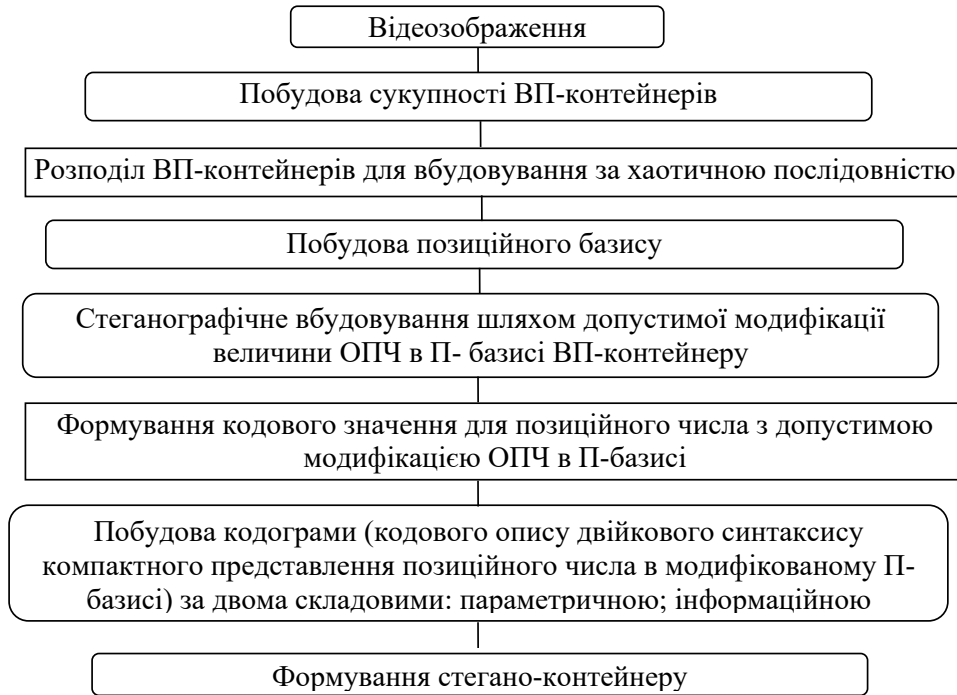 Відеозображення
Побудова сукупності ВП-контейнерів
Розподіл ВП-контейнерів для вбудовування за хаотичною послідовністю
Побудова позиційного базису
Стеганографічне вбудовування шляхом допустимої модифікації
величини ОПЧ в П- базисі ВП-контейнеру
Формування кодового значення для позиційного числа з допустимою
модифікацією ОПЧ в П-базисі
Побудова кодограми (кодового опису двійкового синтаксису
компактного представлення позиційного числа в модифікованому П-
базисі) за двома складовими: параметричною; інформаційною
Формування стегано-контейнеру